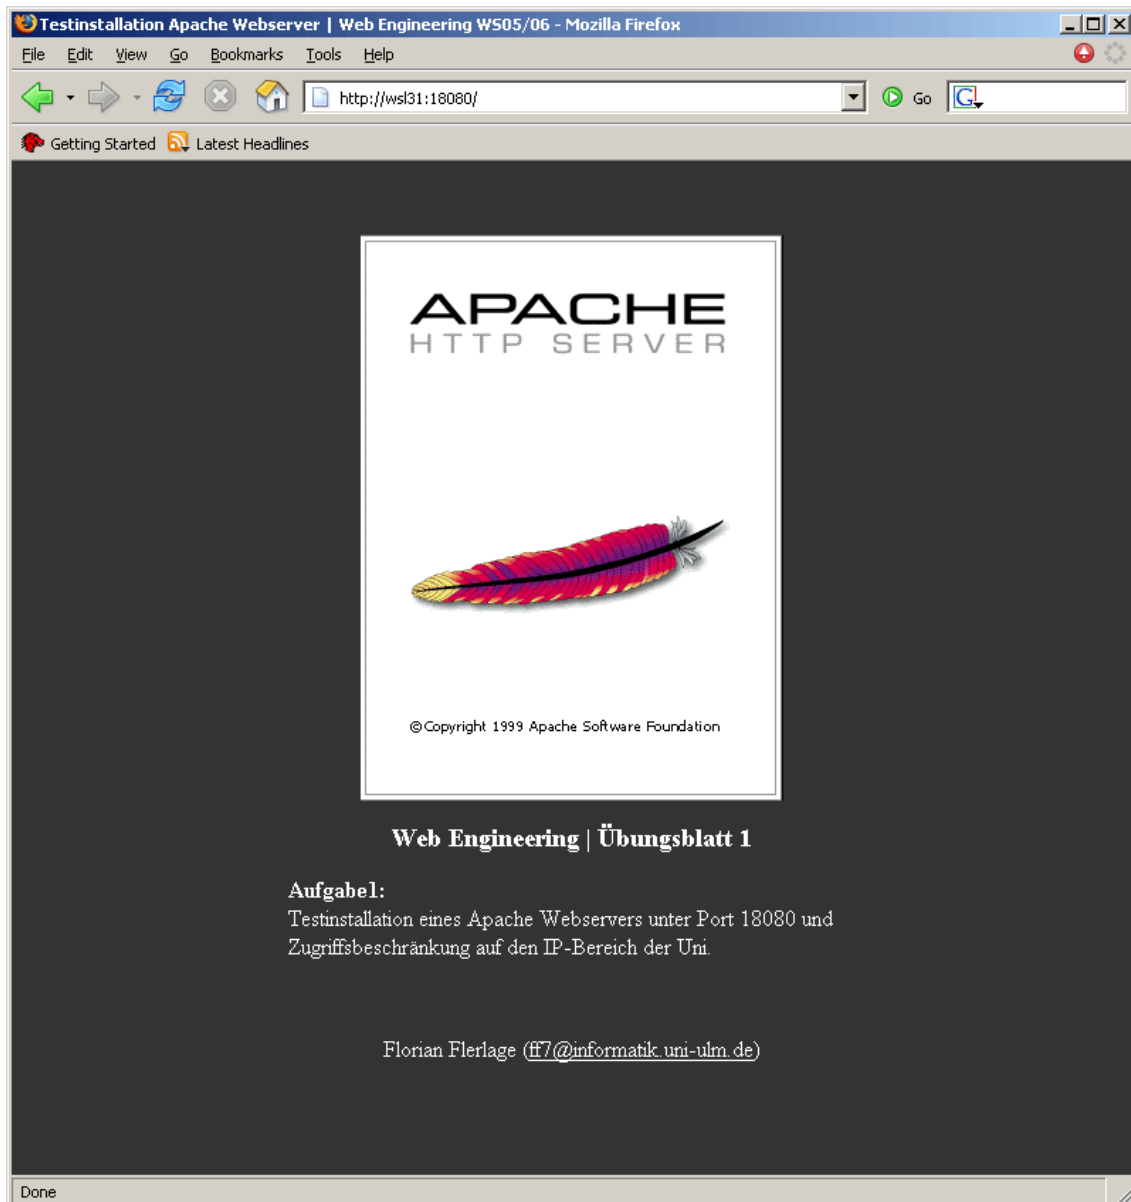 Testinstallation Apache Webserver | Web Engineering WS05/06 - Mozilla Firefox
File Edit View Go Bookmarks Tools Help
http://wsl31:18080/ Go G
Getting Started Latest Headlines
APACHE
HTTP SERVER
©Copyright 1999 Apache Software Foundation
Web Engineering | Übungsblatt 1
Aufgabe1:
Testinstallation eines Apache Webservers unter Port 18080 und
Zugriffsbeschränkung auf den IP-Bereich der Uni.
Florian Flerlage (ff7@informatik.uni-ulm.de)
Done